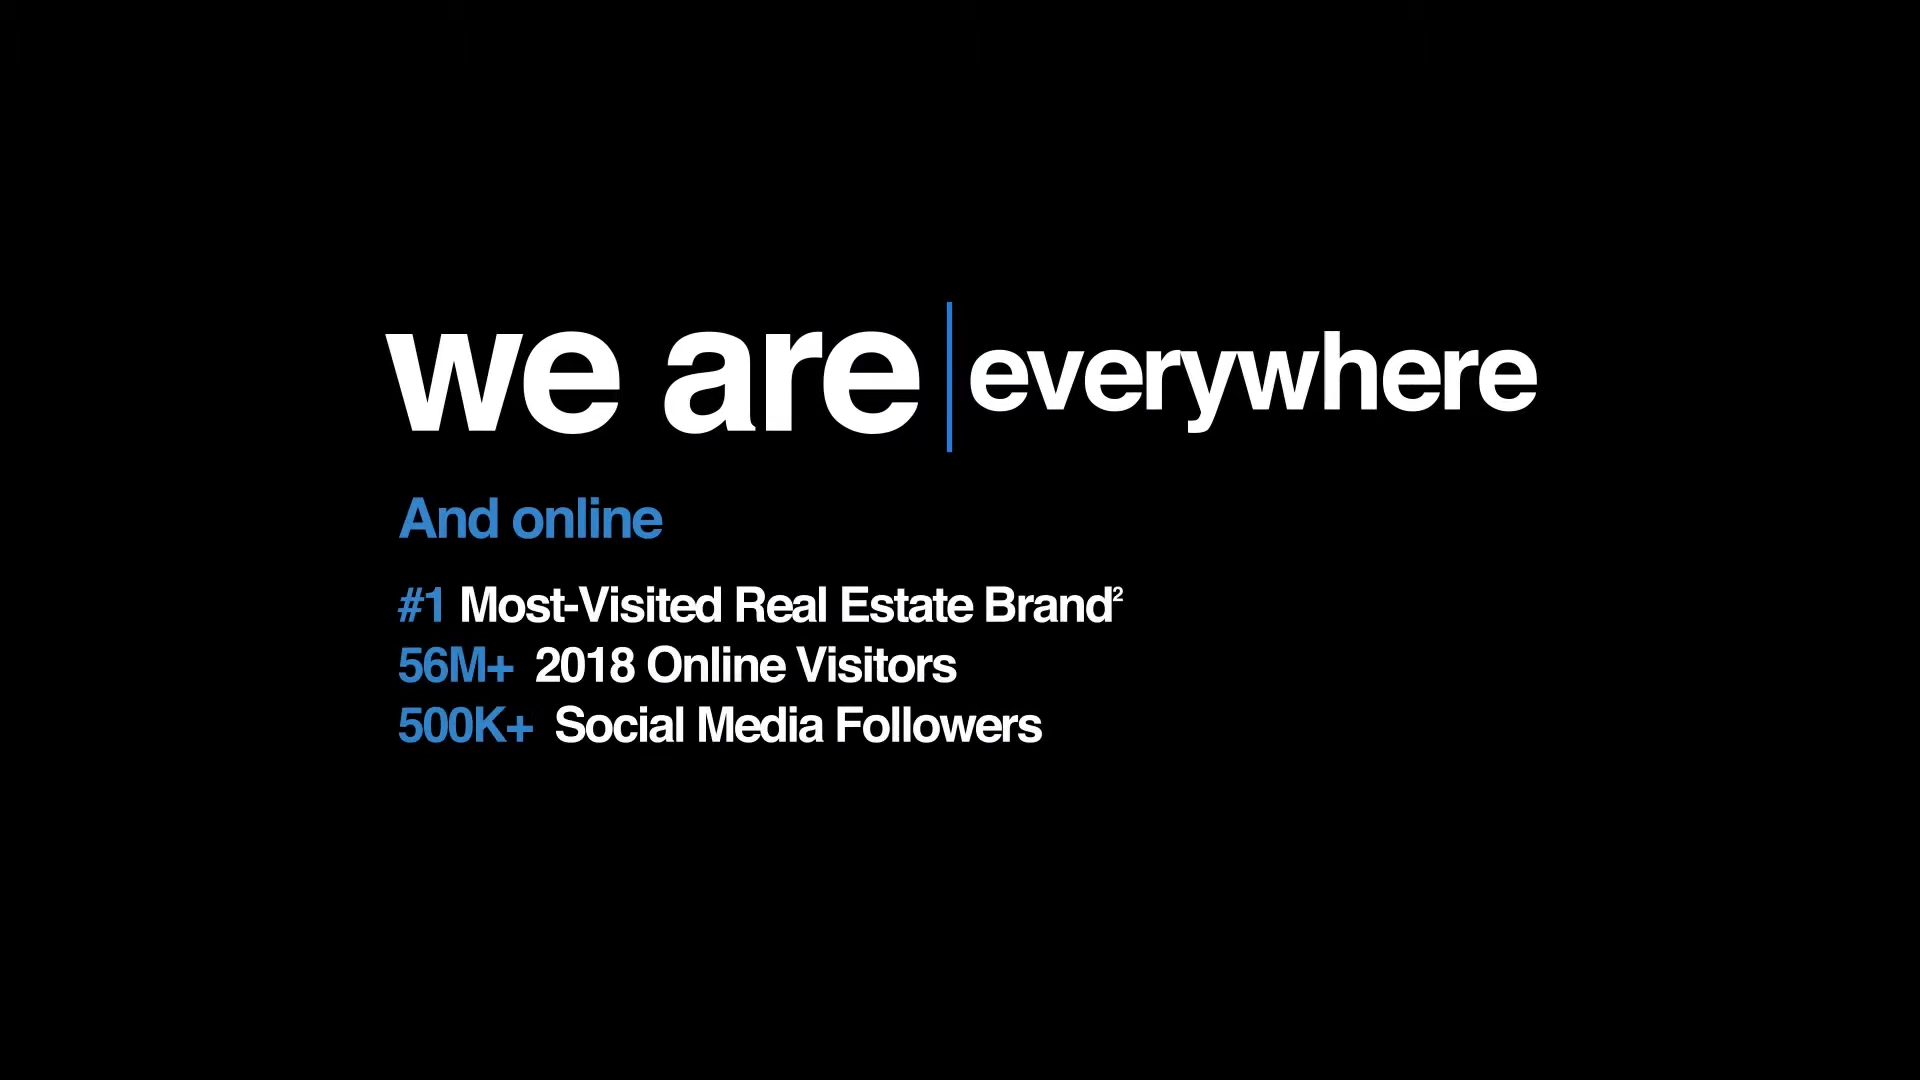 we are everywhere
And online
#1 Most-Visited Real Estate Brand²
56M+ 2018 Online Visitors
500K+ Social Media Followers